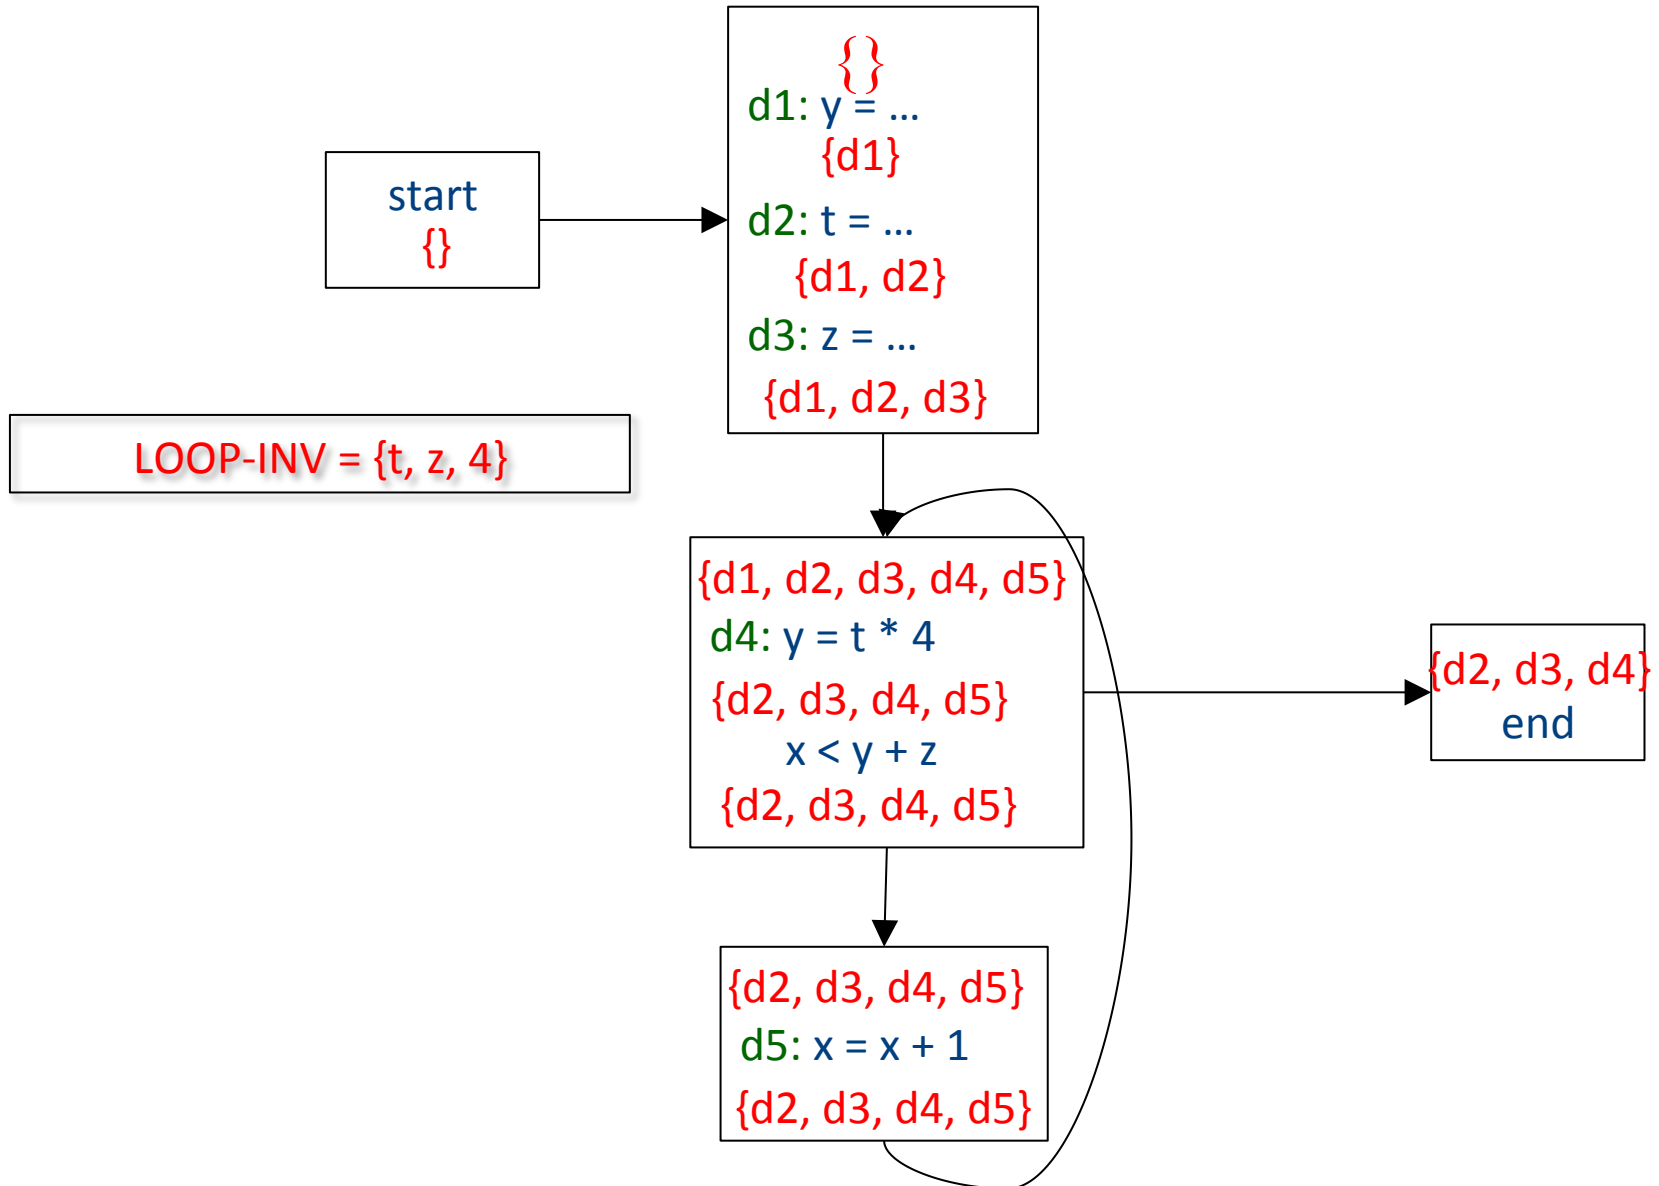 {}
d1: y = ...
{d1}
start
{}
d2: t = ...
{d1, d2}
d3: z = ...
{d1, d2, d3}
LOOP-INV = {t, z, 4}
{d1, d2, d3, d4, d5}
d4: y = t * 4
{d2, d3, d4, d5}
x < y + z
{d2, d3, d4, d5}
{d2, d3, d4}
end
{d2, d3, d4, d5}
d5: x = x + 1
{d2, d3, d4, d5}